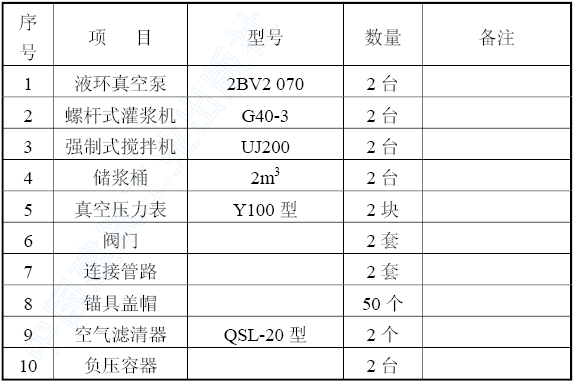 序号 项 目 型号 数量 备注
1 液环真空泵 2BV2 070 2 台
2 螺杆式灌浆机 G40-3 2 台
3 强制式搅拌机 UJ200 2 台
4 储浆桶 2m³ 2 台
5 真空压力表 Y100 型 2 块
6 阀门 2 套
7 连接管路 2 套
8 锚具盖帽 50 个
9 空气滤清器 QSL-20 型 2 个
10 负压容器 2 台